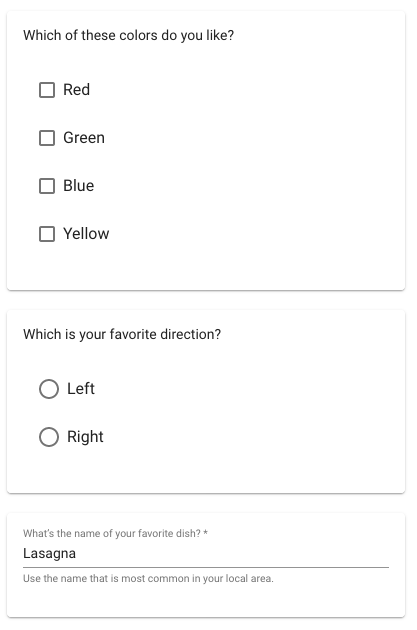 Which of these colors do you like?
Red
Green
Blue
Yellow
Which is your favorite direction?
Left
Right
What's the name of your favorite dish? *
Lasagna
Use the name that is most common in your local area.